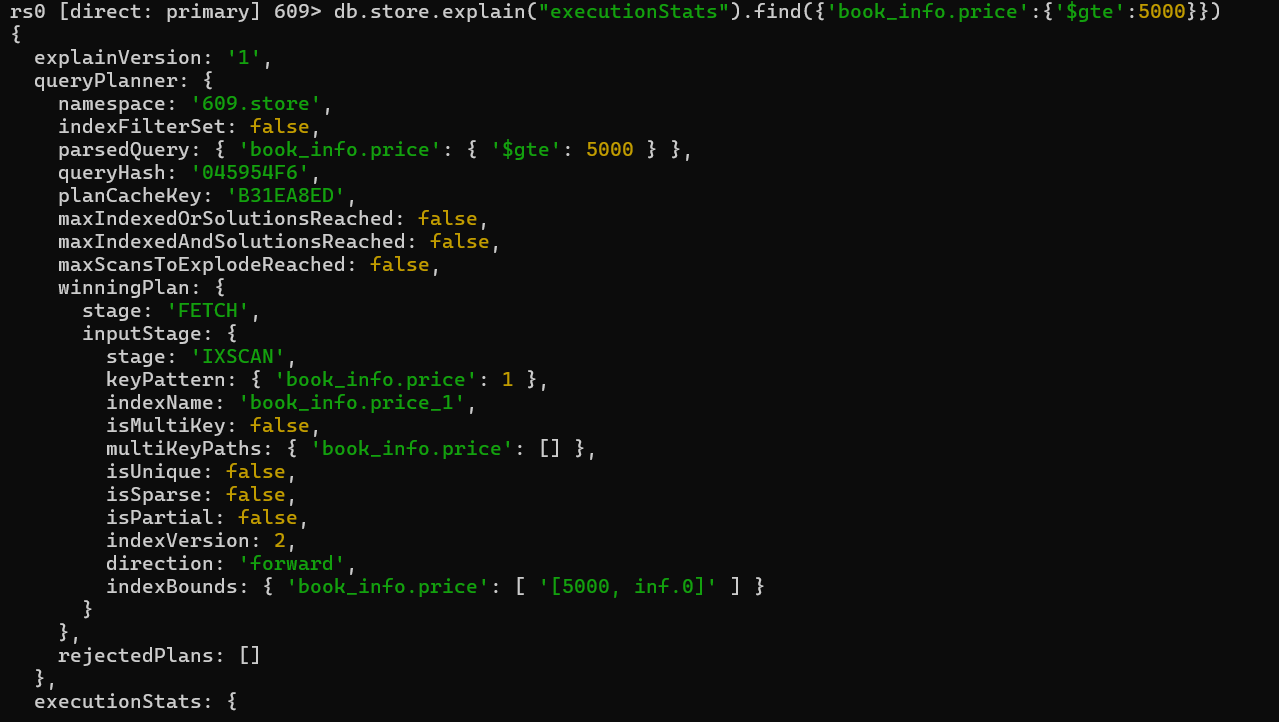 rs0 [direct: primary] 609> db.store.explain("executionStats").find({'book_info.price':{'$gte':5000}})
{
  explainVersion: '1',
  queryPlanner: {
    namespace: '609.store',
    indexFilterSet: false,
    parsedQuery: { 'book_info.price': { '$gte': 5000 } },
    queryHash: '045954F6',
    planCacheKey: 'B31EA8ED',
    maxIndexedOrSolutionsReached: false,
    maxIndexedAndSolutionsReached: false,
    maxScansToExplodeReached: false,
    winningPlan: {
      stage: 'FETCH',
      inputStage: {
        stage: 'IXSCAN',
        keyPattern: { 'book_info.price': 1 },
        indexName: 'book_info.price_1',
        isMultiKey: false,
        multiKeyPaths: { 'book_info.price': [] },
        isUnique: false,
        isSparse: false,
        isPartial: false,
        indexVersion: 2,
        direction: 'forward',
        indexBounds: { 'book_info.price': [ '[5000, inf.0]' ] }
      }
    },
    rejectedPlans: []
  },
  executionStats: {